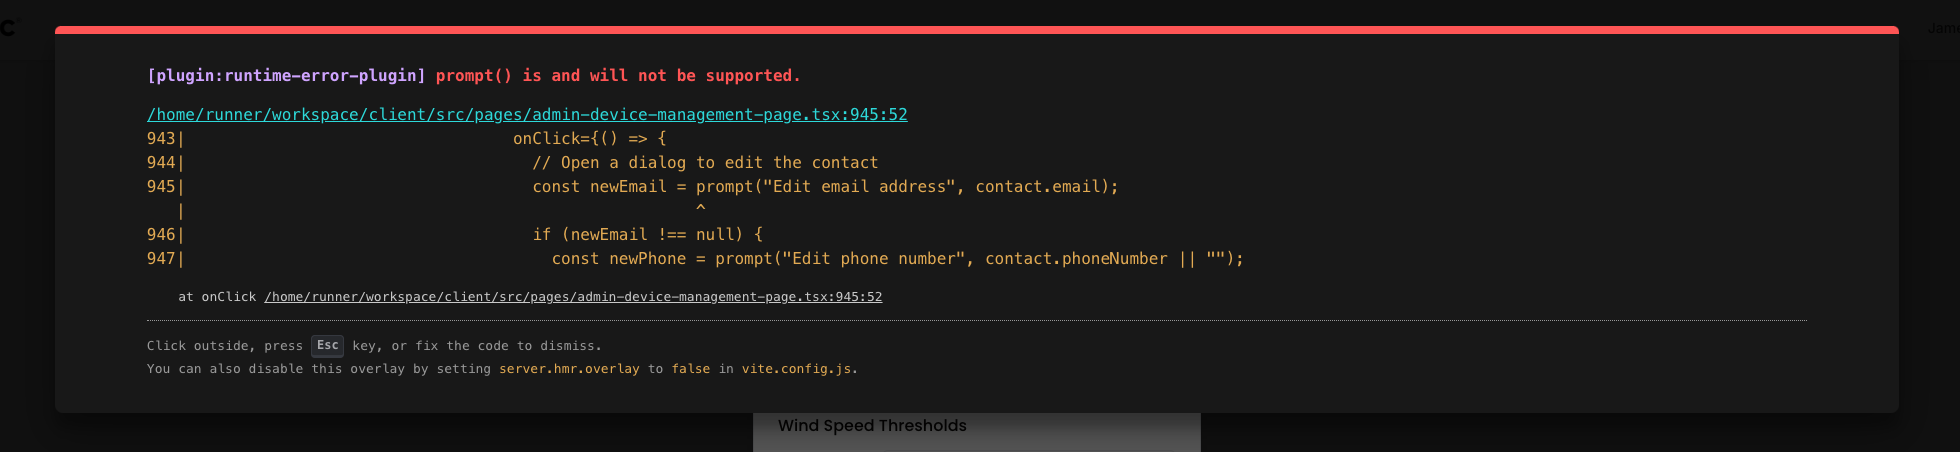 C
Jame
[plugin:runtime-error-plugin] prompt() is and will not be supported.
/home/runner/workspace/client/src/pages/admin-device-management-page.tsx:945:52
943|                                  onClick={() => {
944|                                    // Open a dialog to edit the contact
945|                                    const newEmail = prompt("Edit email address", contact.email);
   |                                                     ^
946|                                    if (newEmail !== null) {
947|                                      const newPhone = prompt("Edit phone number", contact.phoneNumber || "");
at onClick /home/runner/workspace/client/src/pages/admin-device-management-page.tsx:945:52
Click outside, press Esc key, or fix the code to dismiss.
You can also disable this overlay by setting server.hmr.overlay to false in vite.config.js.
Wind Speed Thresholds